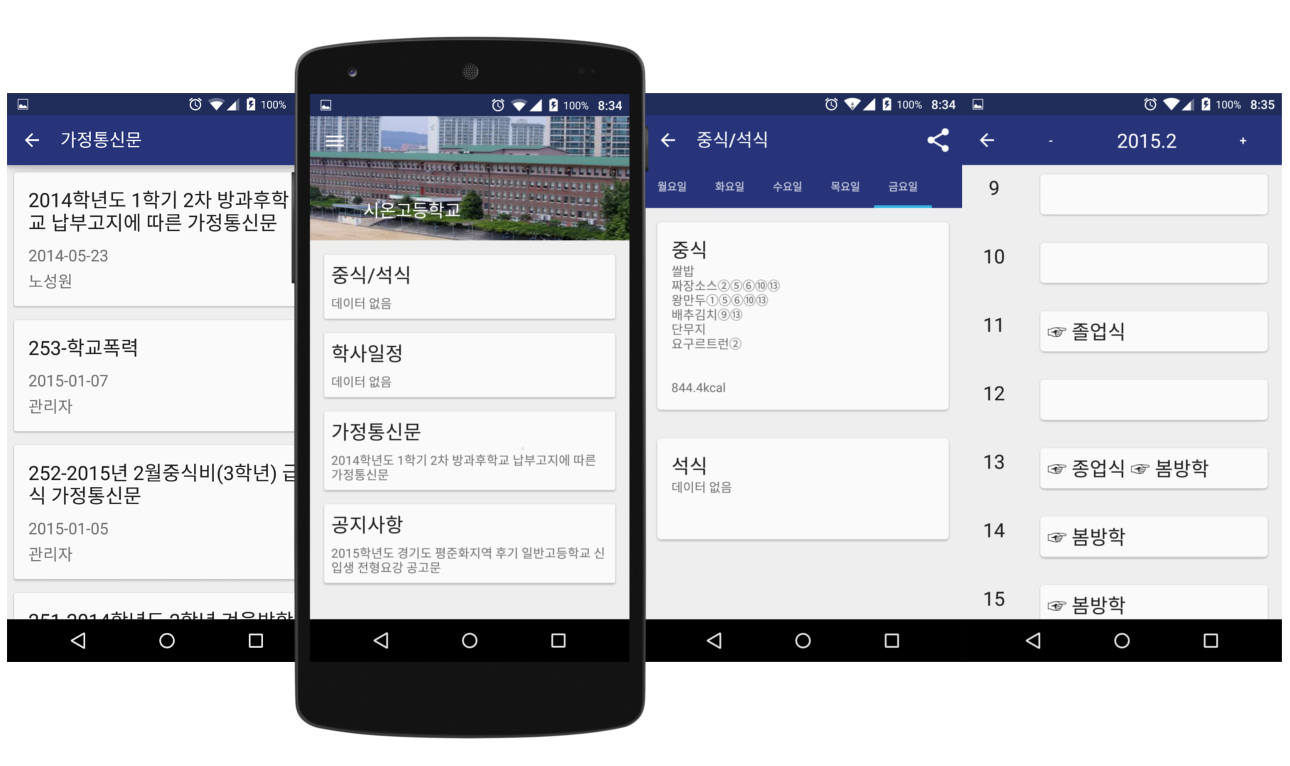 100%
가정통신문
2014학년도 1학기 2차 방과후학
교 납부고지에 따른 가정통신문
2014-05-23
노성원
253-학교폭력
2015-01-07
관리자
252-2015년 2월중식비(3학년) 급
식 가정통신문
2015-01-05
관리자
100% 8:34
시온고등학교
중식/석식
데이터 없음
학사일정
데이터 없음
가정통신문
2014학년도 1학기 2차 방과후학교 납부고지에 따른
가정통신문
공지사항
2015학년도 경기도 평준화지역 후기 일반고등학교 신
입생 전형요강 공고문
100% 8:34
중식/석식
월요일 화요일 수요일 목요일 금요일
중식
쌀밥
짜장소스②⑤⑥⑩⑬
왕만두①⑤⑥⑩⑬
배추김치⑨⑬
단무지
요구르트런②
844.4kcal
석식
데이터 없음
100% 8:35
- 2015.2 +
9
10
11 ☞ 졸업식
12
13 ☞ 종업식 ☞ 봄방학
14 ☞ 봄방학
15 ☞ 봄방학